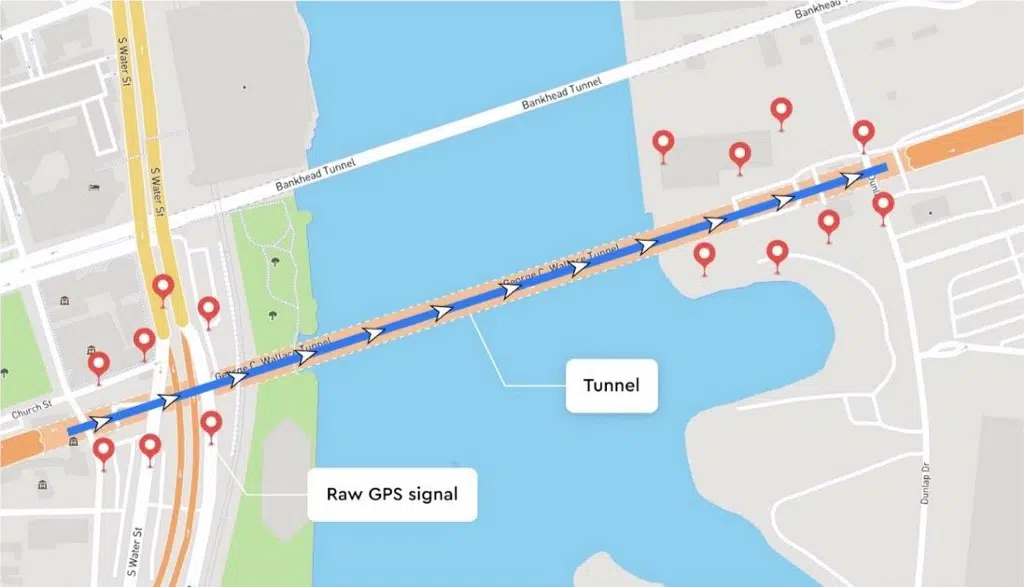 Bankhead Tunnel
S Water St
Bankhead Tunnel
Bankhead Tunnel
S Water St
George C. Wallace Tunnel
George C. Wallace Tunnel
Tunnel
Church St
Raw GPS signal
Dunlap Dr
S Water St